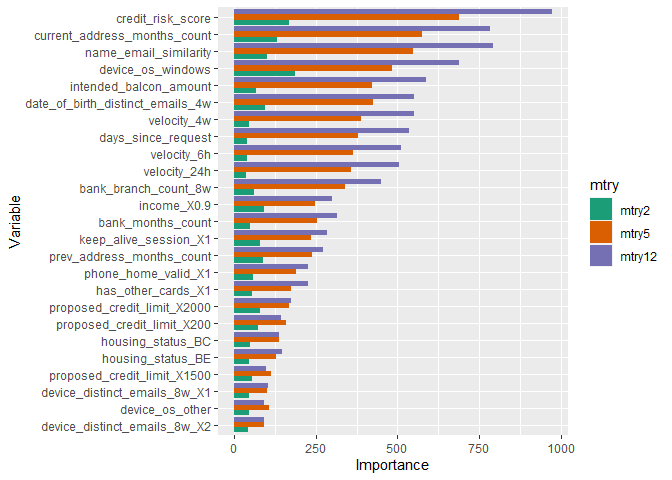 credit_risk_score
current_address_months_count
name_email_similarity
device_os_windows
intended_balcon_amount
date_of_birth_distinct_emails_4w
velocity_4w
days_since_request
velocity_6h
velocity_24h
bank_branch_count_8w
income_X0.9
bank_months_count
keep_alive_session_X1
prev_address_months_count
phone_home_valid_X1
has_other_cards_X1
proposed_credit_limit_X2000
proposed_credit_limit_X200
housing_status_BC
housing_status_BE
proposed_credit_limit_X1500
device_distinct_emails_8w_X1
device_os_other
device_distinct_emails_8w_X2
Variable
0 250 500 750 1000
Importance
mtry
mtry2
mtry5
mtry12